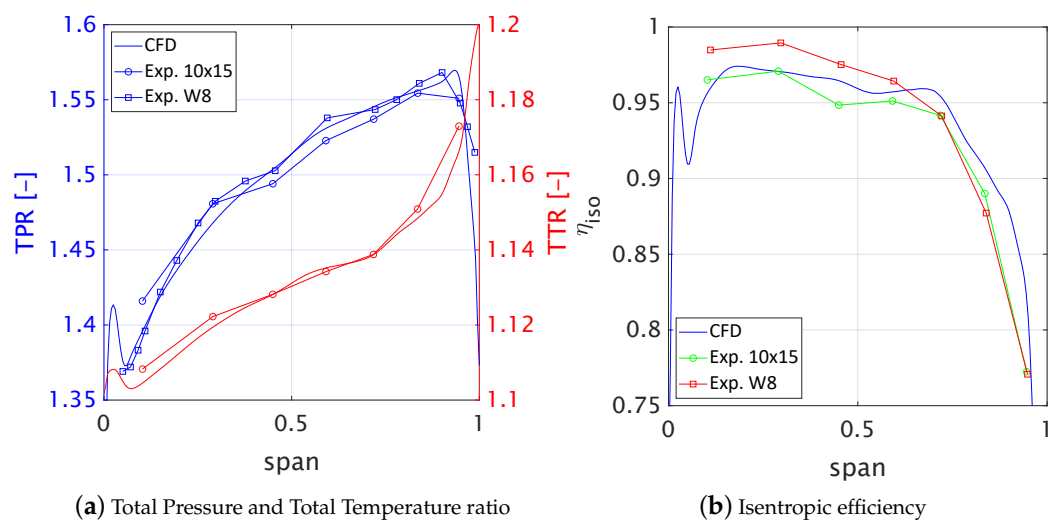 1.6
1.55
1.5
1.45
1.4
1.35
TPR [-]
CFD
Exp. 10x15
Exp. W8
1.2
1.18
1.16
1.14
1.12
1.1
TTR [-]
0
0.5
1
span
(a) Total Pressure and Total Temperature ratio
1
0.95
0.9
0.85
0.8
0.75
ηiso
CFD
Exp. 10x15
Exp. W8
0
0.5
1
span
(b) Isentropic efficiency